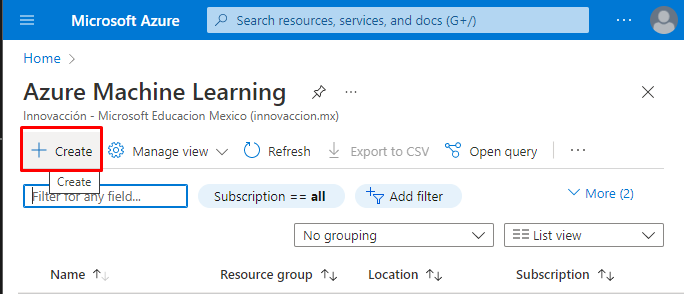 Microsoft Azure
Search resources, services, and docs (G+/)
Home
Azure Machine Learning
Innovacción - Microsoft Educacion Mexico (innovaccion.mx)
Create Manage view Refresh Export to CSV Open query
Create
Filter for any field... Subscription == all Add filter More (2)
No grouping List view
Name Resource group Location Subscription